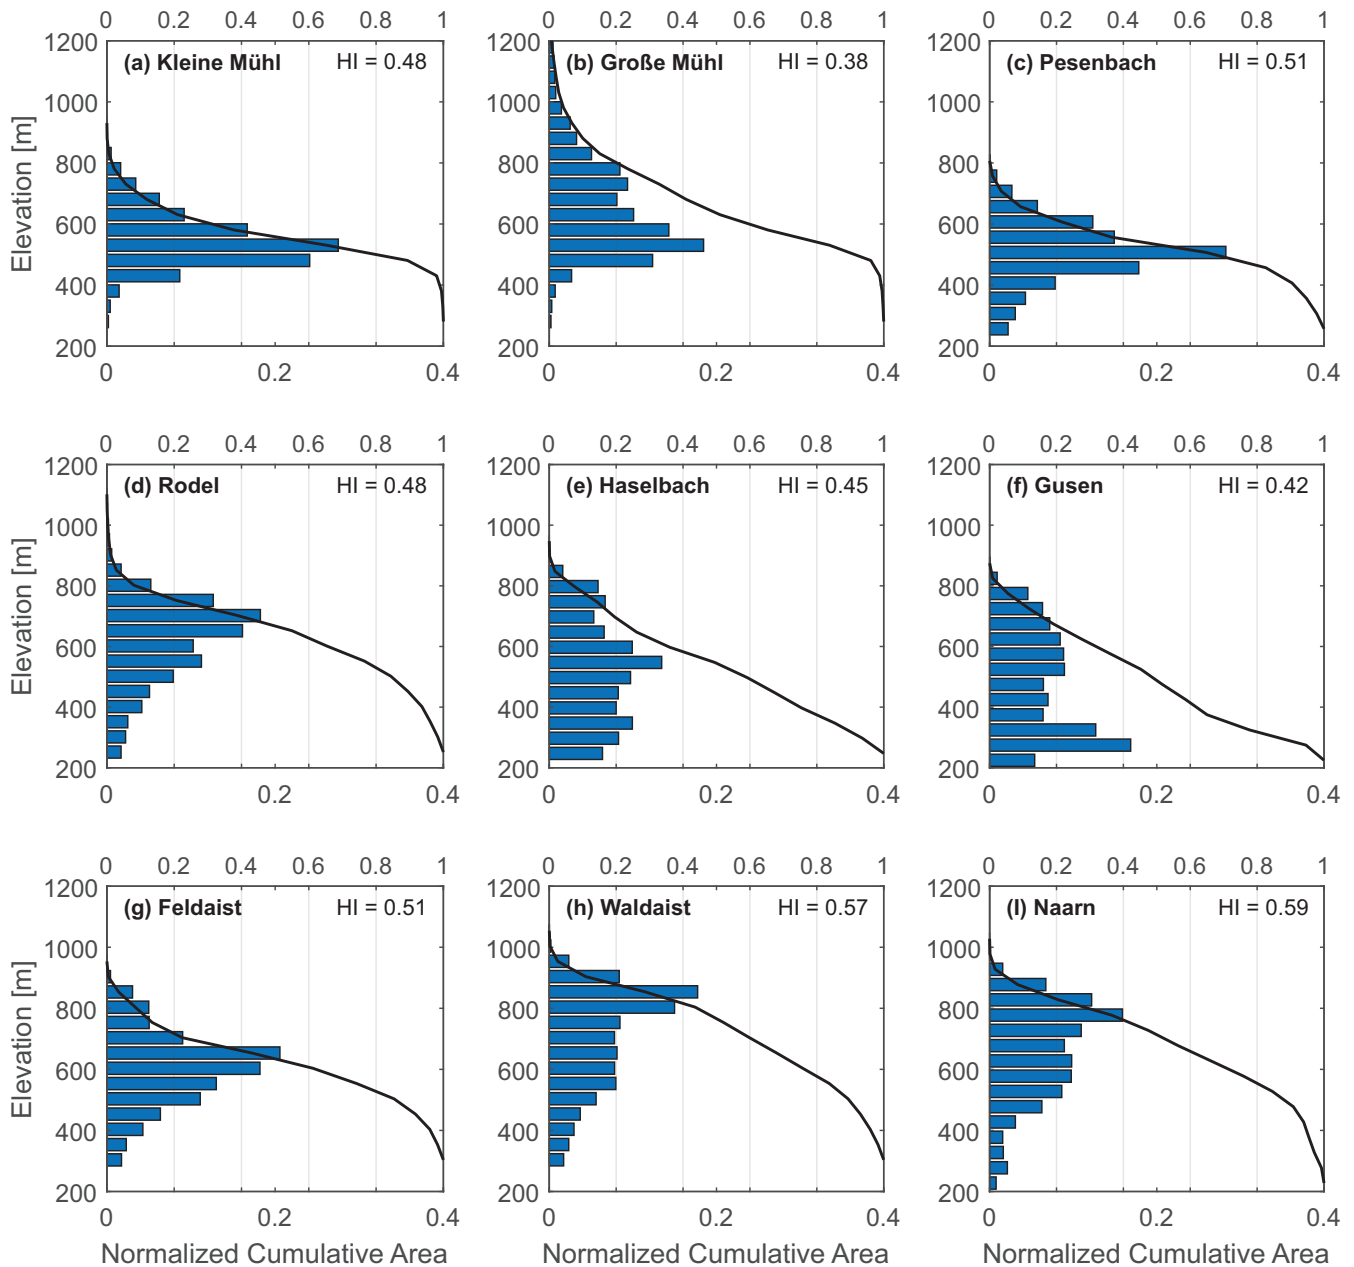 0 0.2 0.4 0.6 0.8 1 0 0.2 0.4 0.6 0.8 1 0 0.2 0.4 0.6 0.8 1
1200 (a) Kleine Mühl HI = 0.48 1200 (b) Große Mühl HI = 0.38 1200 (c) Pesenbach HI = 0.51
1000 1000 1000
800 800 800
600 600 600
400 400 400
200 200 200
Elevation [m]
0 0.2 0.4 0 0.2 0.4 0 0.2 0.4
0 0.2 0.4 0.6 0.8 1 0 0.2 0.4 0.6 0.8 1 0 0.2 0.4 0.6 0.8 1
1200 (d) Rodel HI = 0.48 1200 (e) Haselbach HI = 0.45 1200 (f) Gusen HI = 0.42
1000 1000 1000
800 800 800
600 600 600
400 400 400
200 200 200
Elevation [m]
0 0.2 0.4 0 0.2 0.4 0 0.2 0.4
0 0.2 0.4 0.6 0.8 1 0 0.2 0.4 0.6 0.8 1 0 0.2 0.4 0.6 0.8 1
1200 (g) Feldaist HI = 0.51 1200 (h) Waldaist HI = 0.57 1200 (I) Naarn HI = 0.59
1000 1000 1000
800 800 800
600 600 600
400 400 400
200 200 200
Elevation [m]
0 0.2 0.4 0 0.2 0.4 0 0.2 0.4
Normalized Cumulative Area Normalized Cumulative Area Normalized Cumulative Area